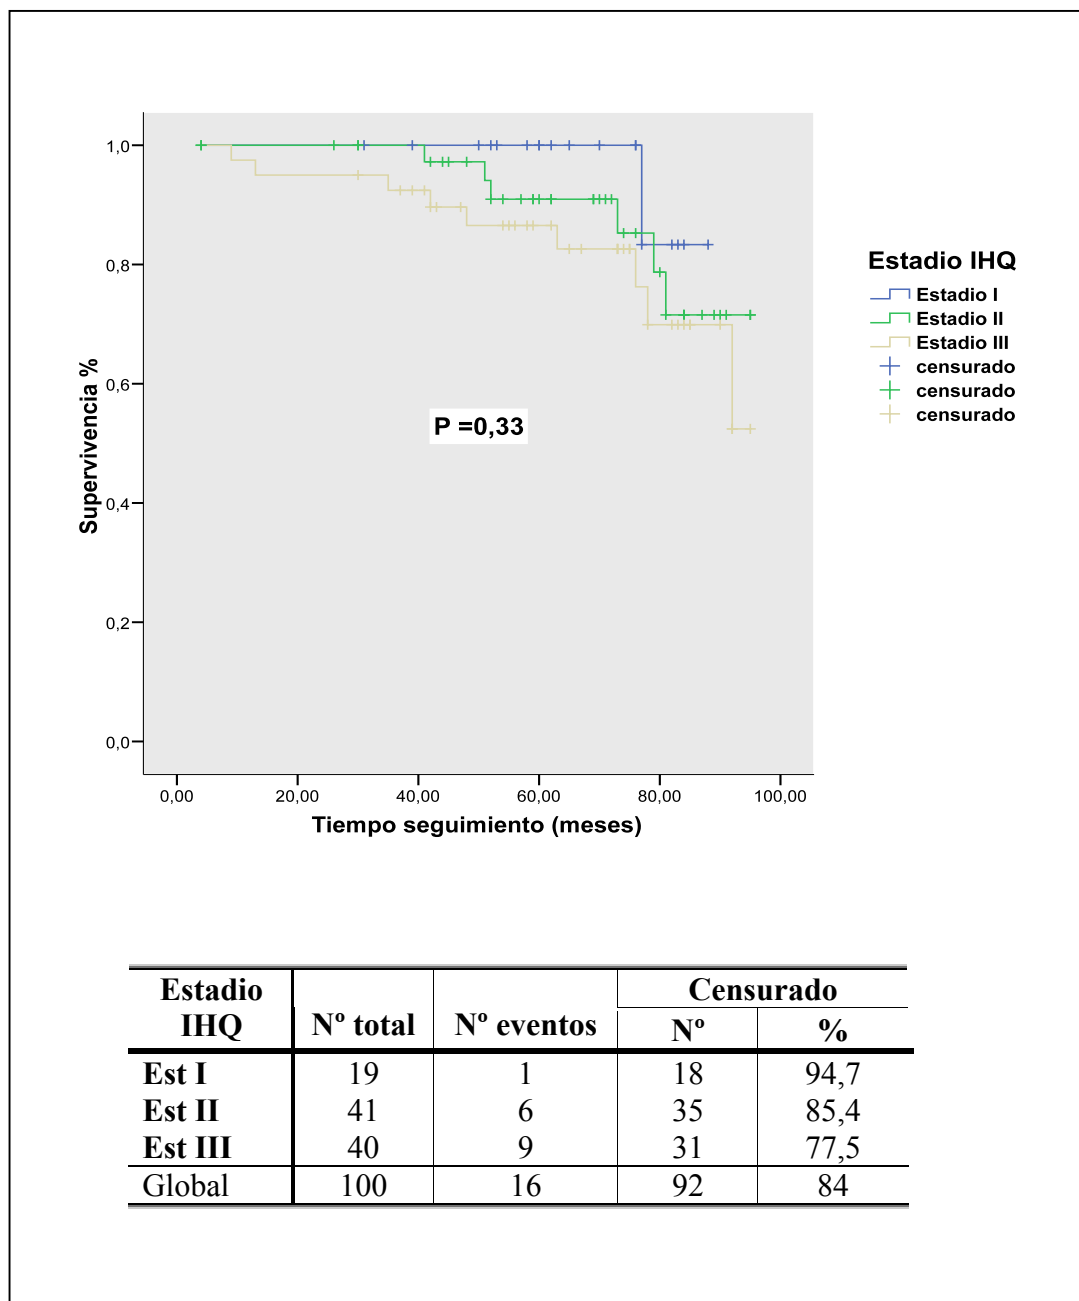 1,0
0,8
0,6
0,4
0,2
0,0
Supervivencia %
P =0,33
0,00 20,00 40,00 60,00 80,00 100,00
Tiempo seguimiento (meses)
Estadio IHQ
Estadio I
Estadio II
Estadio III
censurado
censurado
censurado
Estadio IHQ Nº total Nº eventos Censurado
Nº %
Est I 19 1 18 94,7
Est II 41 6 35 85,4
Est III 40 9 31 77,5
Global 100 16 92 84